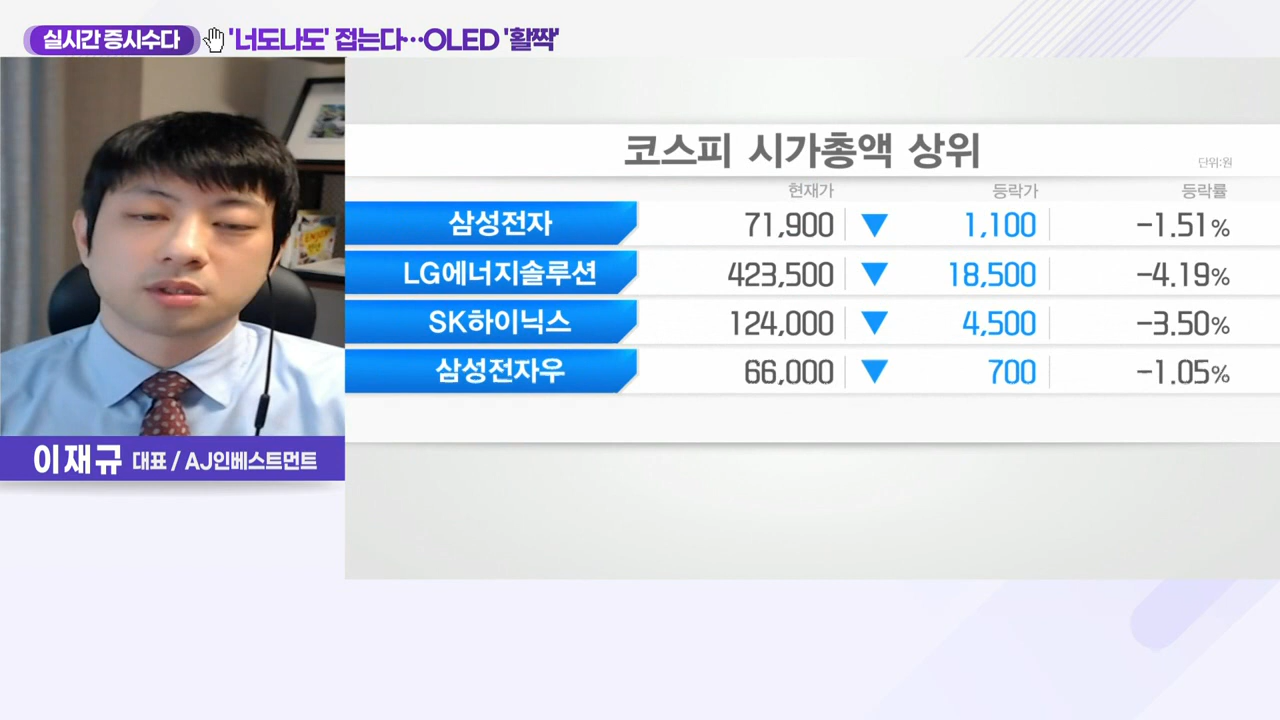 실시간 증시수다 '너도나도' 접는다…OLED '활짝'
코스피 시가총액 상위
단위:원
현재가 등락가 등락률
삼성전자 71,900 ▼ 1,100 -1.51%
LG에너지솔루션 423,500 ▼ 18,500 -4.19%
SK하이닉스 124,000 ▼ 4,500 -3.50%
삼성전자우 66,000 ▼ 700 -1.05%
ENJOY
이재규 대표 / AJ인베스트먼트